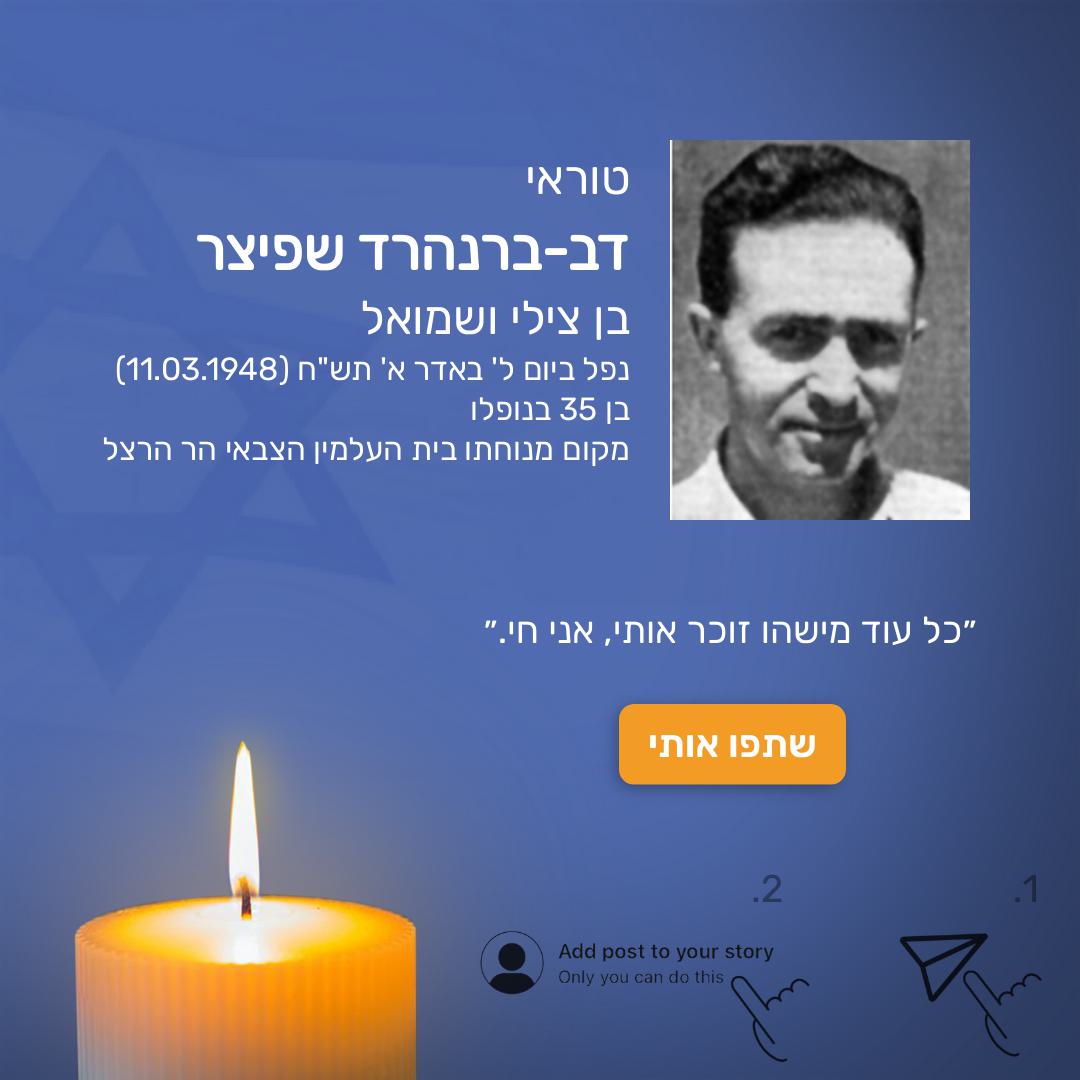 טוראי
דב-ברנהרד שפיצר
בן צילי ושמואל
נפל ביום ל' באדר א' תש"ח (11.03.1948)
בן 35 בנופלו
מקום מנוחתו בית העלמין הצבאי הר הרצל
״כל עוד מישהו זוכר אותי, אני חי.״
שתפו אותי
1.
2.
Add post to your story
Only you can do this